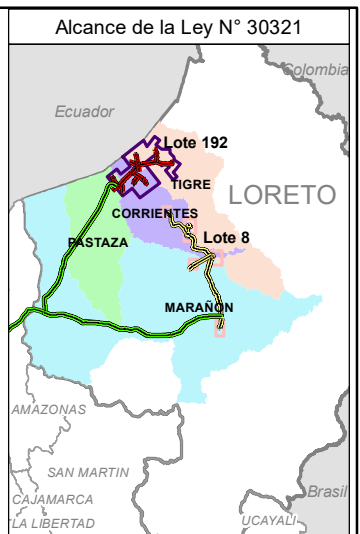 Alcance de la Ley N° 30321
Colombia
Ecuador
Lote 192
TIGRE
LORETO
CORRIENTES
Lote 8
PASTAZA
MARAÑON
AMAZONAS
SAN MARTIN
CAJAMARCA
LA LIBERTAD
Brasil
UCAYALI